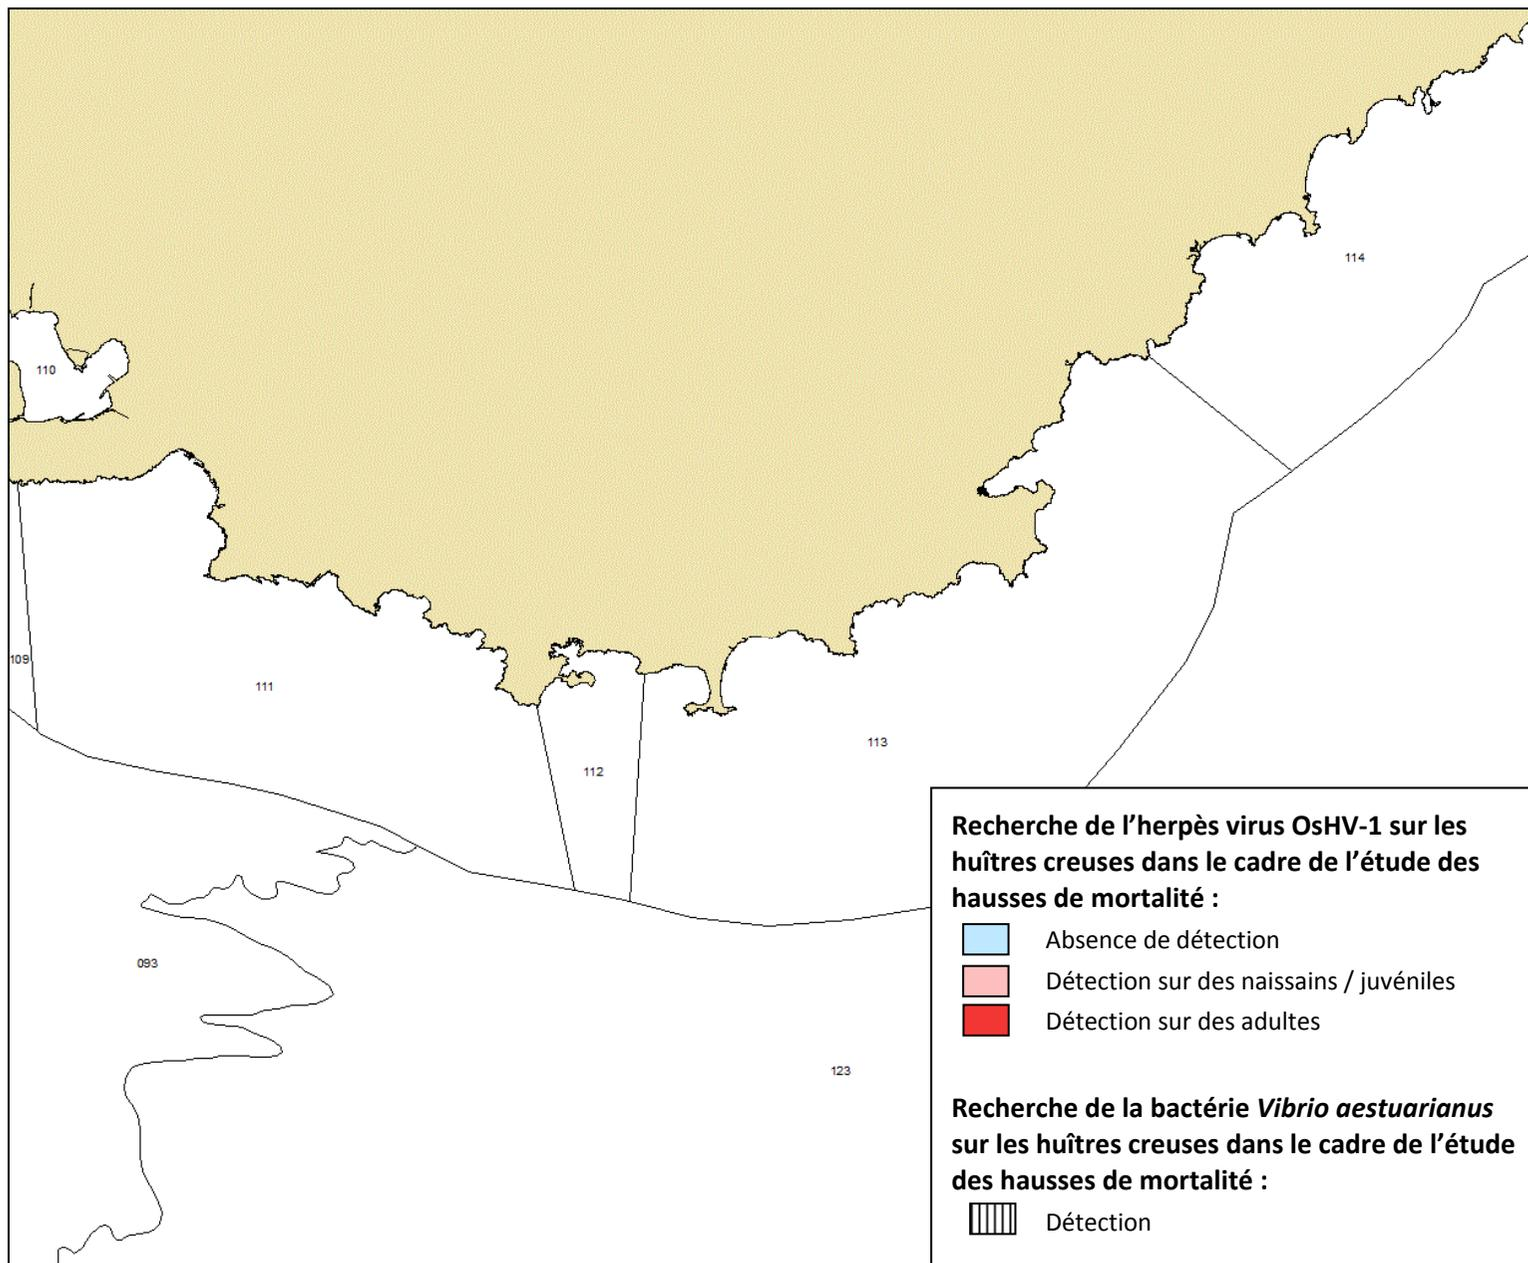 114
110
109
111
113
112
093
123
Recherche de l’herpès virus OsHV-1 sur les
huîtres creuses dans le cadre de l’étude des
hausses de mortalité :
Absence de détection
Détection sur des naissains / juvéniles
Détection sur des adultes
Recherche de la bactérie Vibrio aestuarianus
sur les huîtres creuses dans le cadre de l’étude
des hausses de mortalité :
Détection